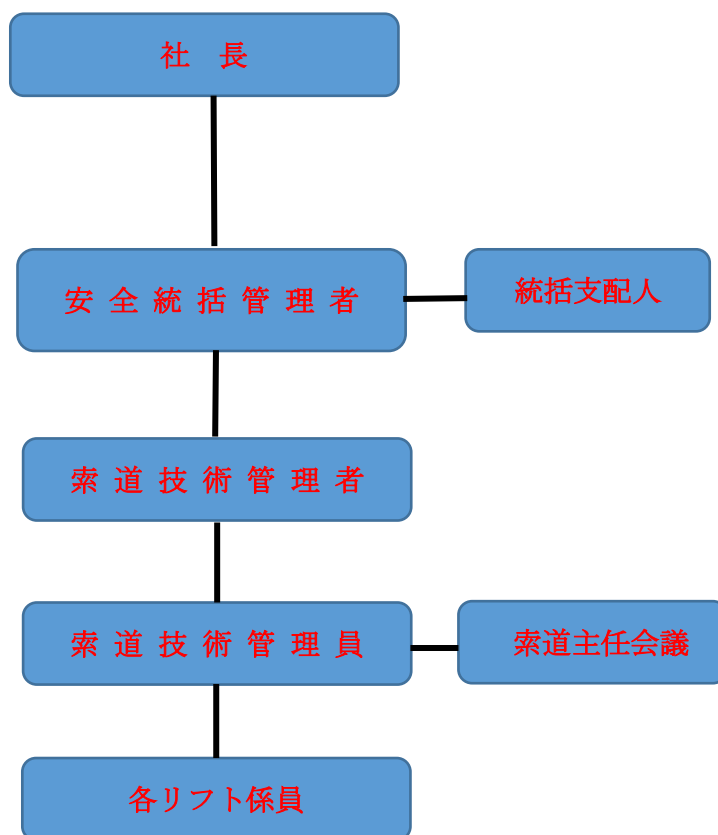 社　長
安 全 統 括 管 理 者
統括支配人
索 道 技 術 管 理 者
索 道 技 術 管 理 員
索道主任会議
各リフト係員